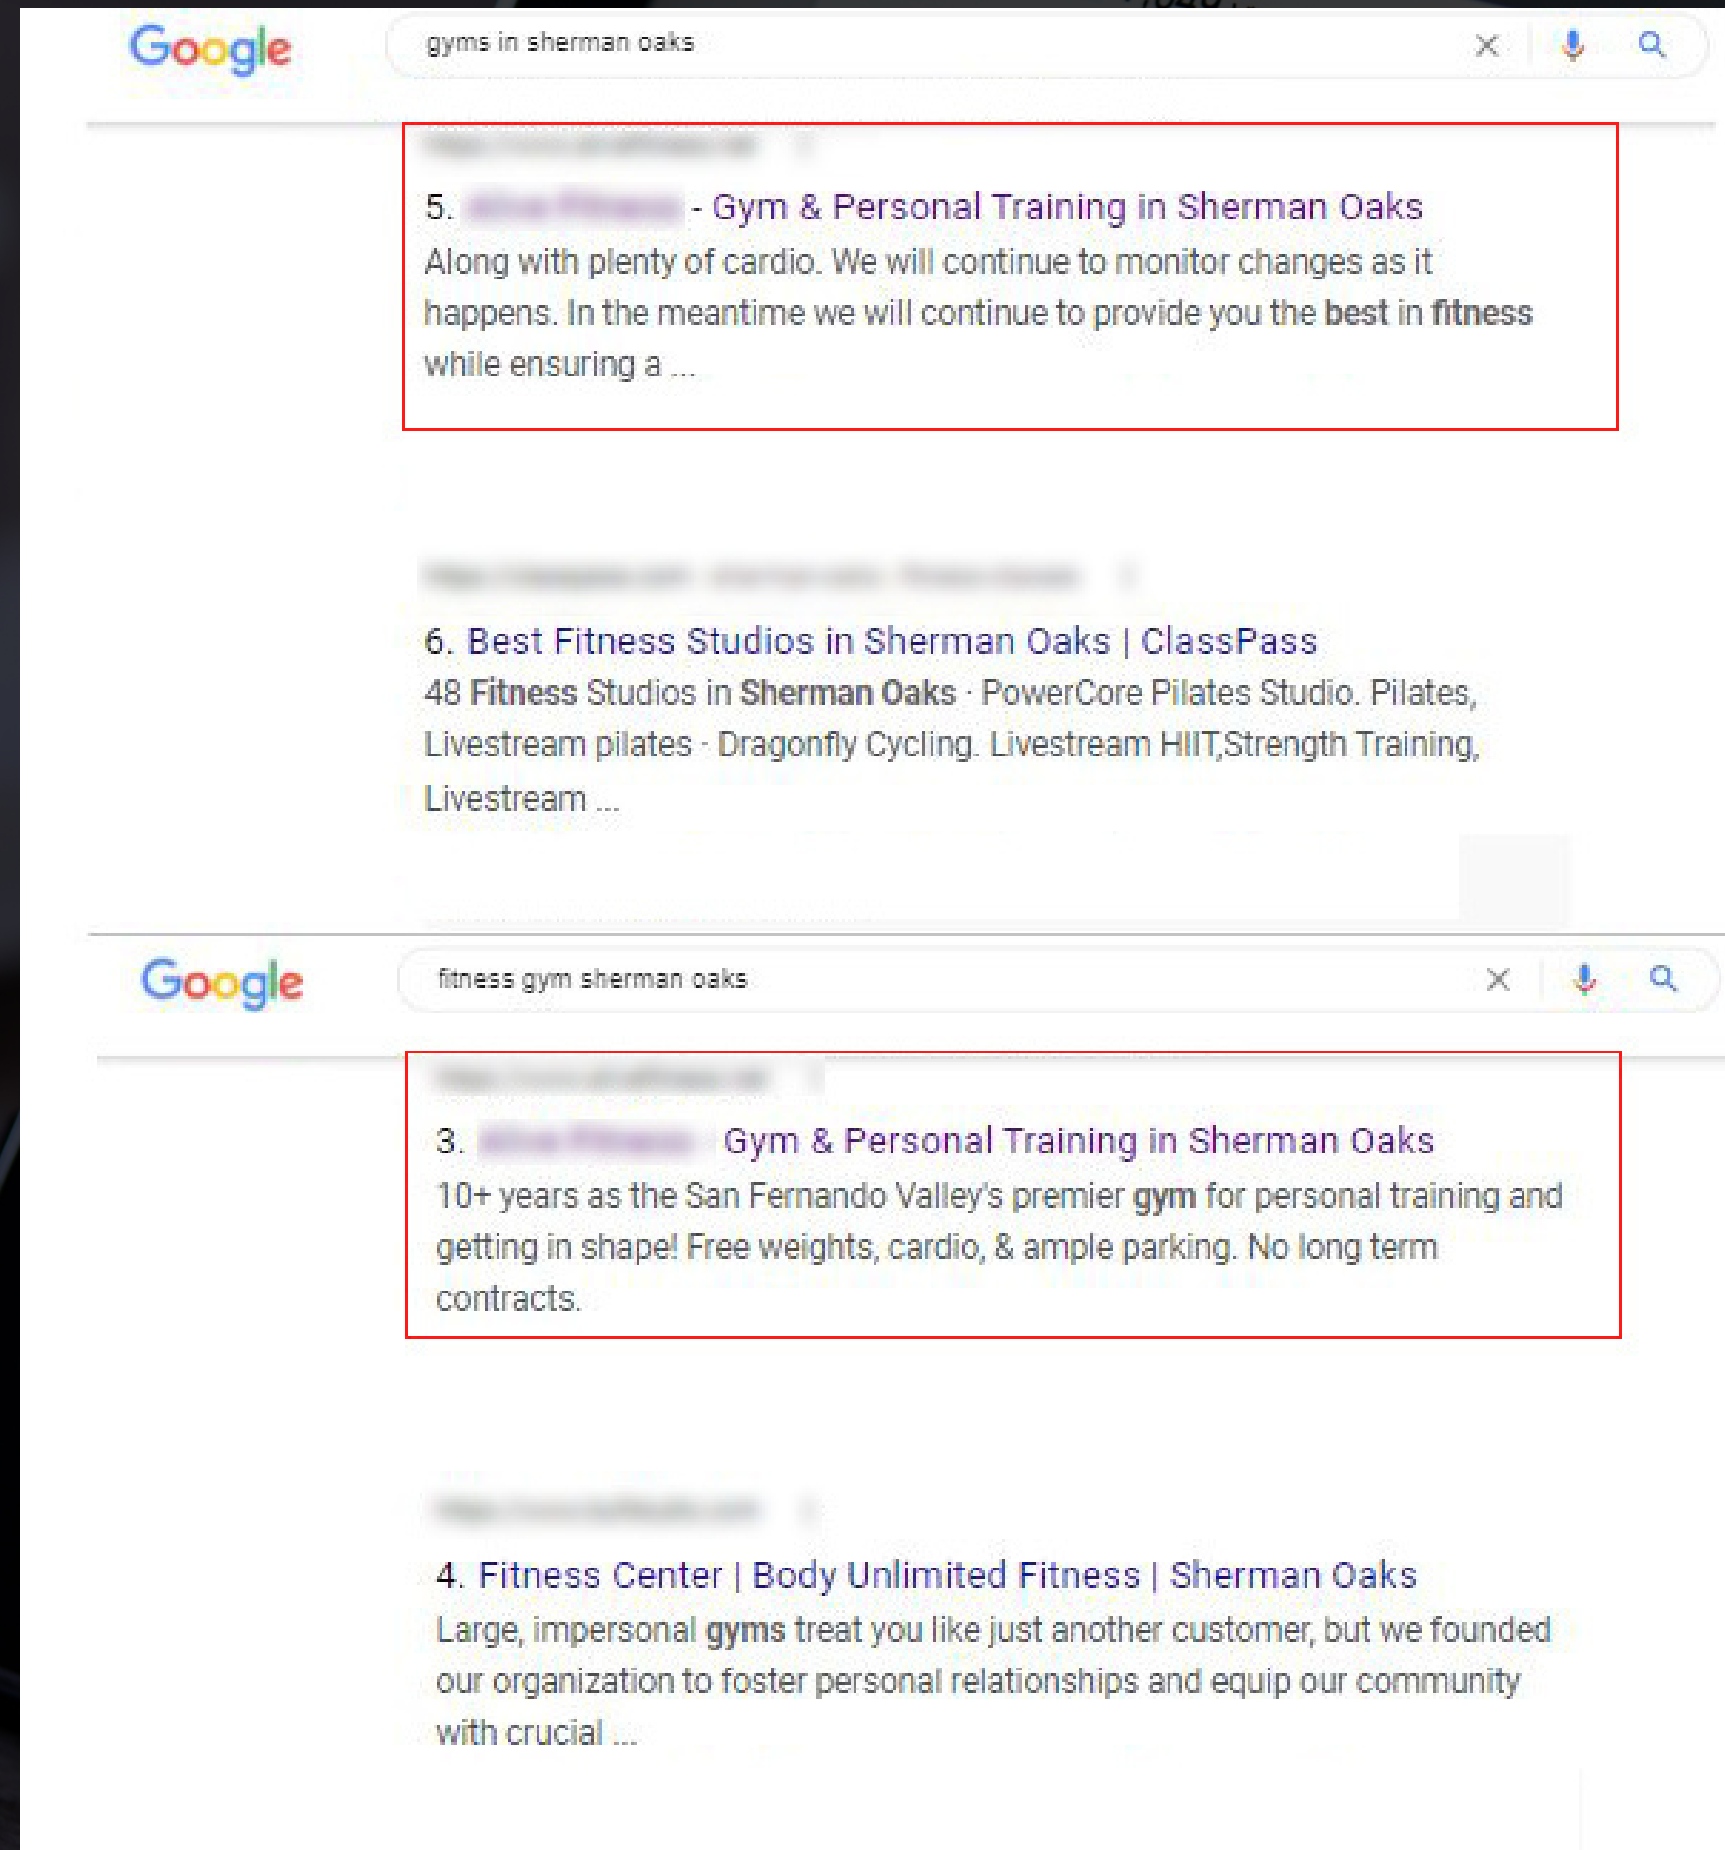 Google
gyms in sherman oaks
5. - Gym & Personal Training in Sherman Oaks
Along with plenty of cardio. We will continue to monitor changes as it
happens. In the meantime we will continue to provide you the best in fitness
while ensuring a ...
6. Best Fitness Studios in Sherman Oaks | ClassPass
48 Fitness Studios in Sherman Oaks · PowerCore Pilates Studio. Pilates,
Livestream pilates · Dragonfly Cycling. Livestream HIIT,Strength Training,
Livestream ...
Google
fitness gym sherman oaks
3. Gym & Personal Training in Sherman Oaks
10+ years as the San Fernando Valley's premier gym for personal training and
getting in shape! Free weights, cardio, & ample parking. No long term
contracts.
4. Fitness Center | Body Unlimited Fitness | Sherman Oaks
Large, impersonal gyms treat you like just another customer, but we founded
our organization to foster personal relationships and equip our community
with crucial ...